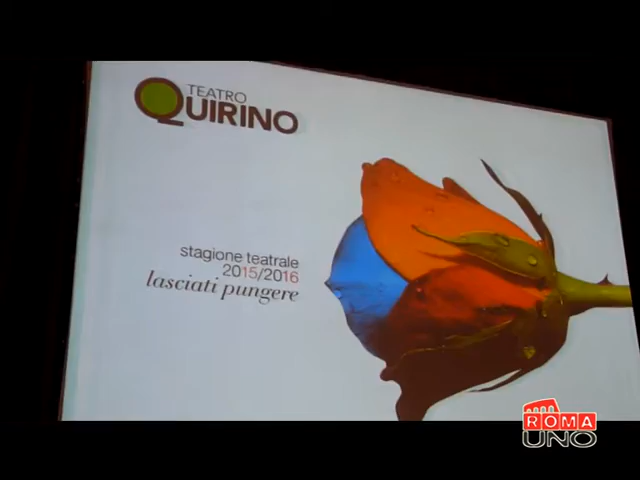 TEATRO
QUIRINO
stagione teatrale
2015/2016
lasciati pungere
ROMA
UNO